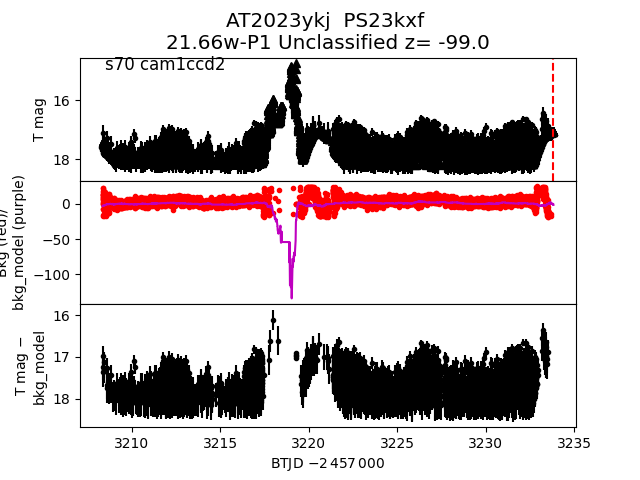 AT2023ykj  PS23kxf
21.66w-P1 Unclassified z= -99.0
s70 cam1ccd2
T mag
16
18
Bkg (red)/
bkg_model (purple)
0
−50
−100
T mag −
bkg_model
16
17
18
3210
3215
3220
3225
3230
3235
BTJD −2 457 000